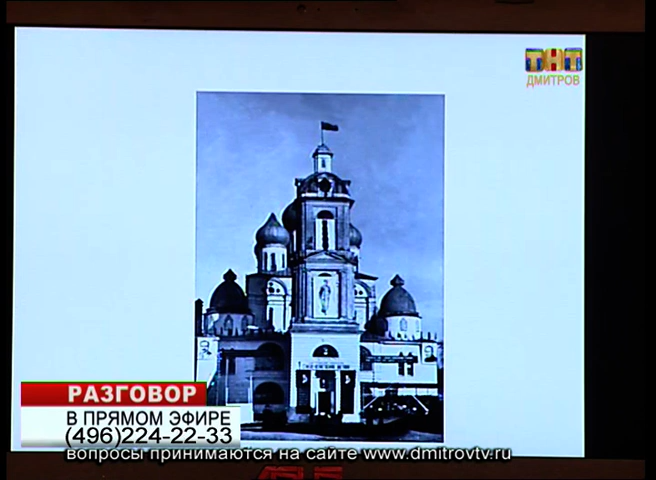 ТНТ
ДМИТРОВ
РАЗГОВОР
В ПРЯМОМ ЭФИРЕ
(496)224-22-33
вопросы принимаются на сайте www.dmitrovtv.ru